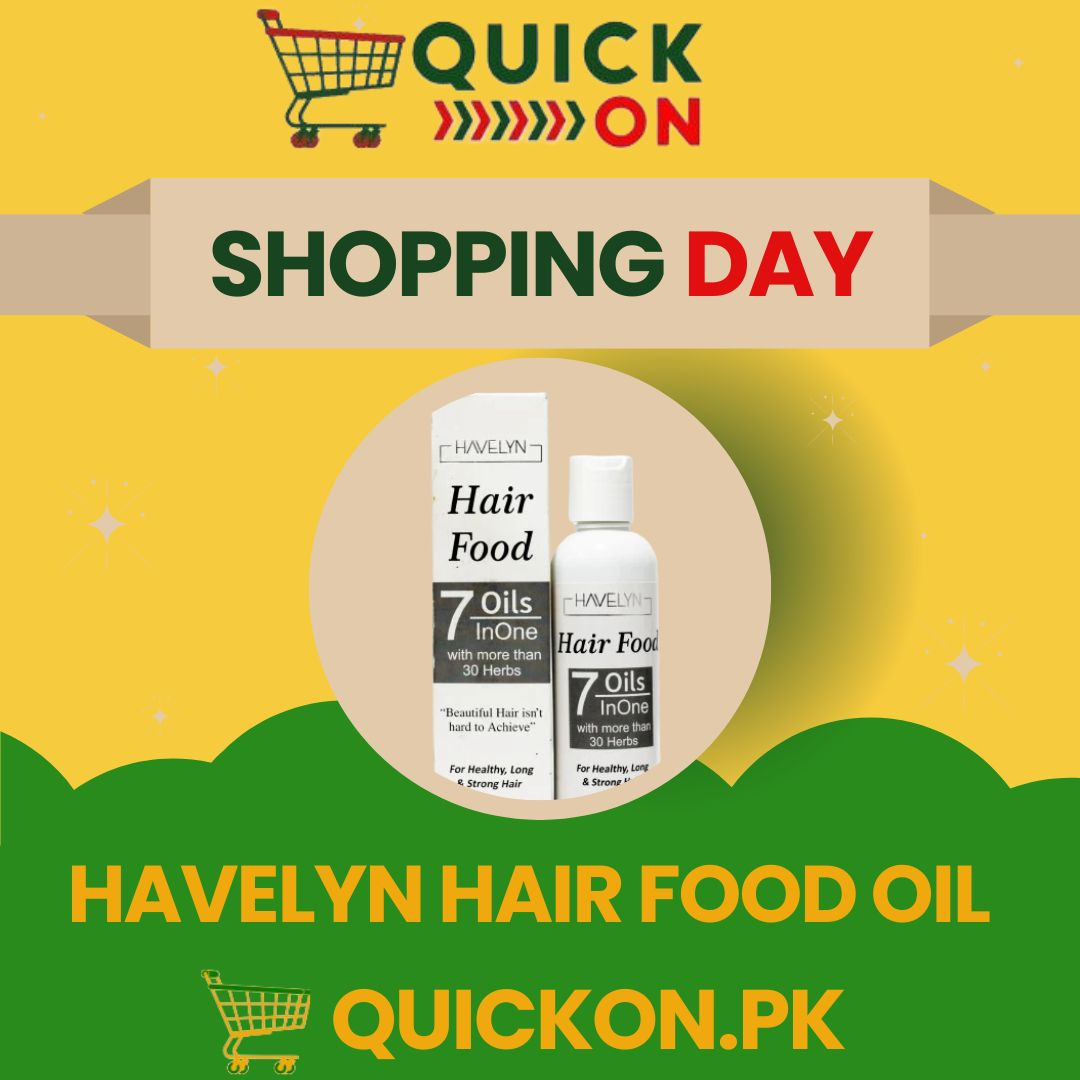 QUICK
ON
SHOPPING DAY
HAVELYN
Hair
Food
7 Oils
InOne
with more than
30 Herbs
“Beautiful Hair isn't
hard to Achieve”
For Healthy, Long
& Strong Hair
HAVELYN
Hair Food
7 Oils
InOne
with more than
30 Herbs
For Healthy, Long
& Strong
HAVELYN HAIR FOOD OIL
QUICKON.PK